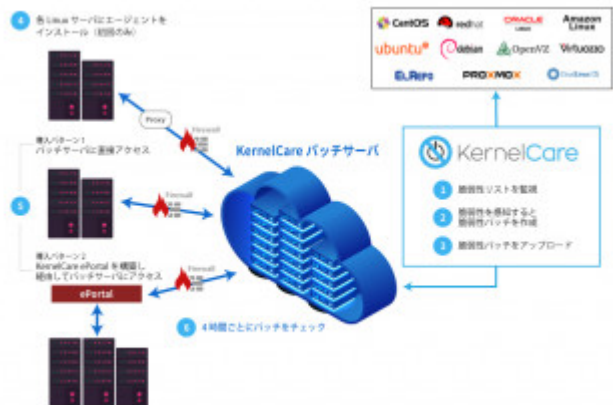 4 各 Linux サーバにエージェントを
インストール（初回のみ）
Proxy
Firewall
導入パターン 1
パッチサーバに直接アクセス
Firewall
5
導入パターン 2
KernelCare ePortal を構築し
経由してパッチサーバにアクセス
Firewall
ePortal
KernelCare パッチサーバ
6 4 時間ごとにパッチをチェック
CentOS redhat ORACLE LINUX Amazon Linux
ubuntu debian OpenVZ Virtuozzo
ELRepo PROXMOX CloudLinux OS
KernelCare
1 脆弱性リストを監視
2 脆弱性を感知すると
脆弱性パッチを作成
3 脆弱性パッチをアップロード